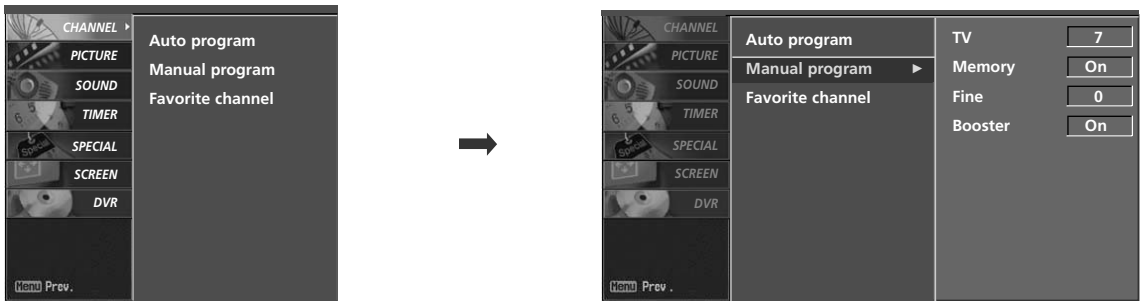 CHANNEL
PICTURE
SOUND
TIMER
SPECIAL
SCREEN
DVR
Menu Prev.
Auto program
Manual program
Favorite channel
CHANNEL
PICTURE
SOUND
TIMER
SPECIAL
SCREEN
DVR
Menu Prev .
Auto program
Manual program
Favorite channel
TV 7
Memory On
Fine 0
Booster On